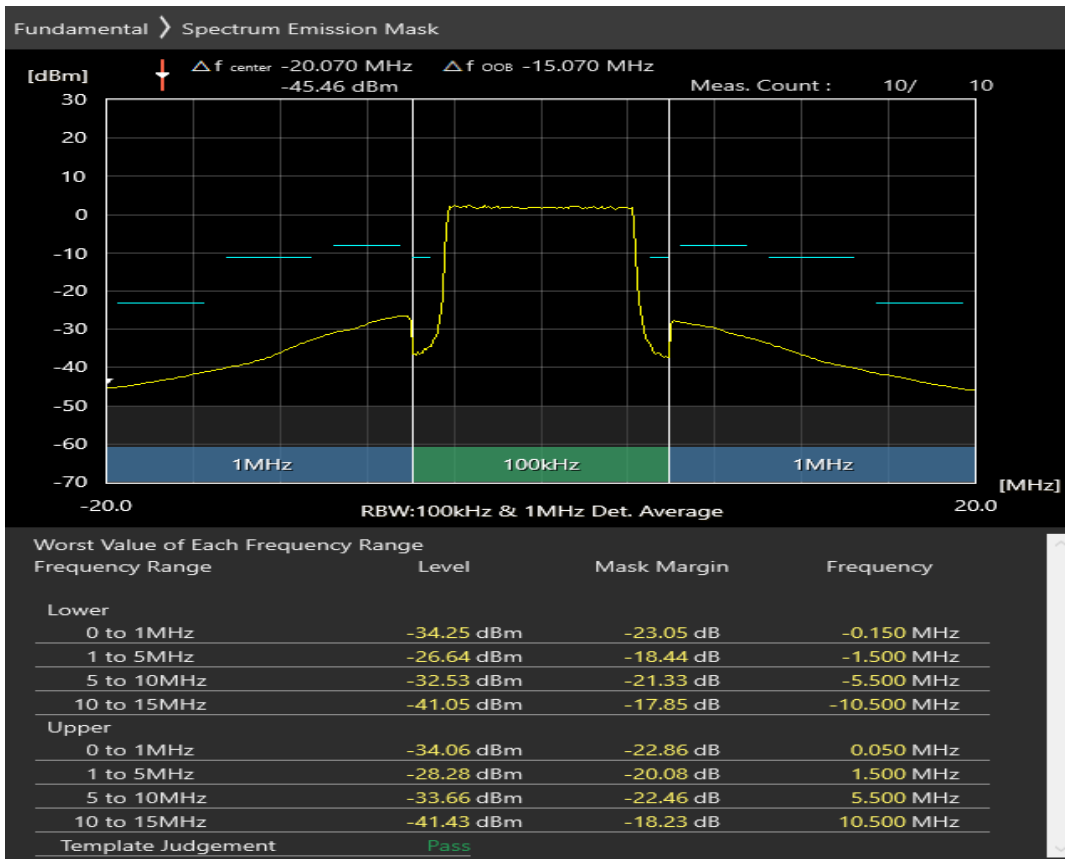 Fundamental ❯ Spectrum Emission Mask
△f center -20.070 MHz △f OOB -15.070 MHz
[dBm] -45.46 dBm Meas. Count : 10/ 10
30
20
10
0
-10
-20
-30
-40
-50
-60
1MHz 100kHz 1MHz
-70
[MHz]
-20.0 RBW:100kHz & 1MHz Det. Average 20.0
Worst Value of Each Frequency Range
Frequency Range Level Mask Margin Frequency
Lower
0 to 1MHz -34.25 dBm -23.05 dB -0.150 MHz
1 to 5MHz -26.64 dBm -18.44 dB -1.500 MHz
5 to 10MHz -32.53 dBm -21.33 dB -5.500 MHz
10 to 15MHz -41.05 dBm -17.85 dB -10.500 MHz
Upper
0 to 1MHz -34.06 dBm -22.86 dB 0.050 MHz
1 to 5MHz -28.28 dBm -20.08 dB 1.500 MHz
5 to 10MHz -33.66 dBm -22.46 dB 5.500 MHz
10 to 15MHz -41.43 dBm -18.23 dB 10.500 MHz
Template Judgement Pass